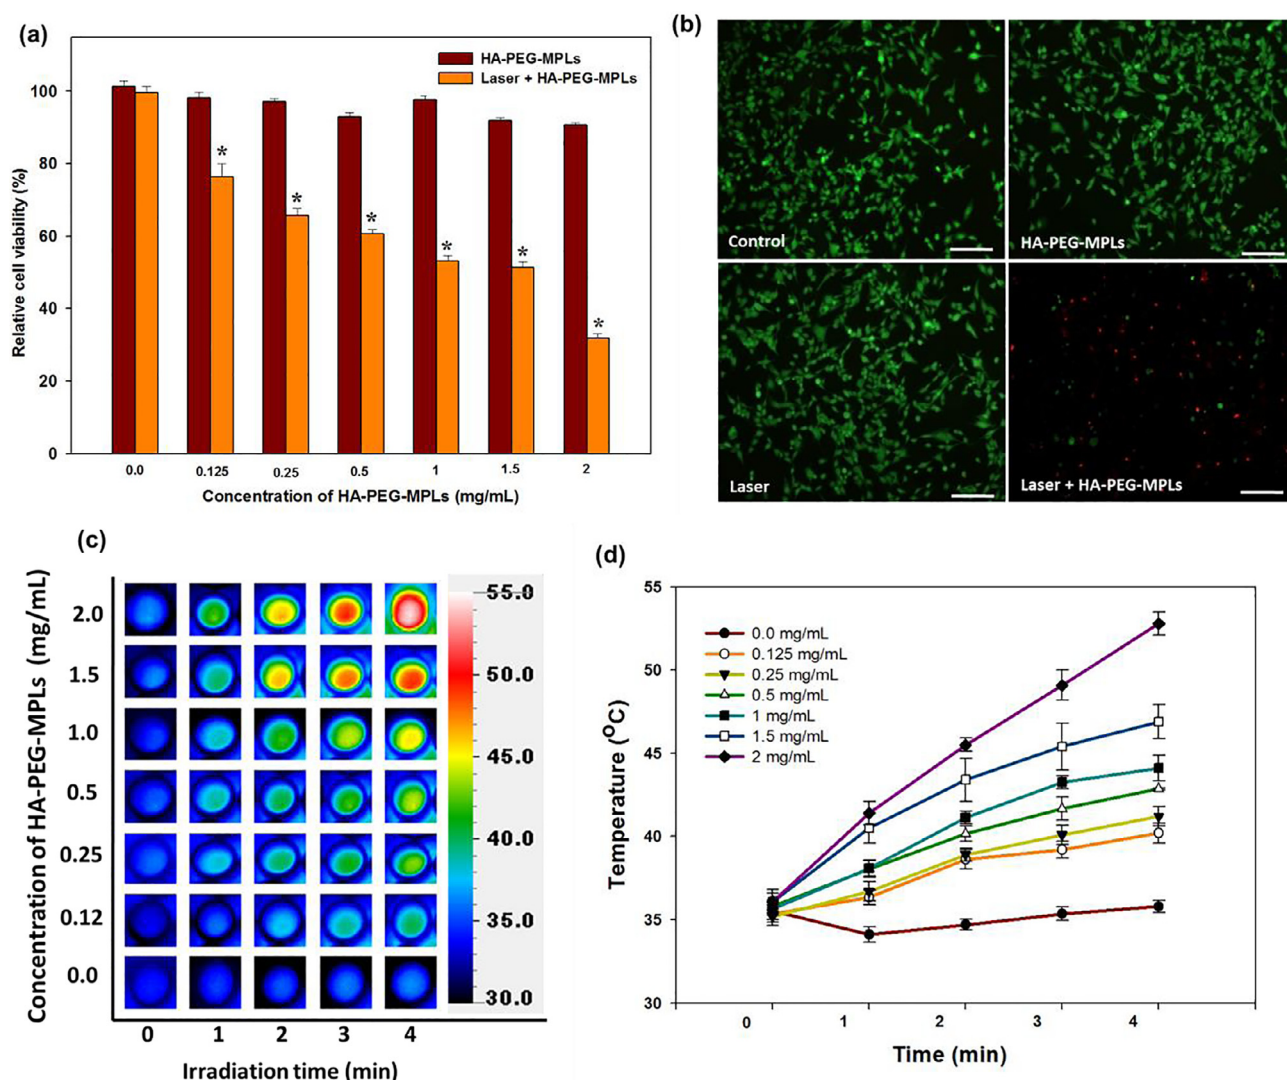 (a)
HA-PEG-MPLs
Laser + HA-PEG-MPLs
Relative cell viability (%)
100
80
60
40
20
0
*
*
*
*
*
*
0.0 0.125 0.25 0.5 1 1.5 2
Concentration of HA-PEG-MPLs (mg/mL)
(b)
Control
HA-PEG-MPLs
Laser
Laser + HA-PEG-MPLs
(c)
Concentration of HA-PEG-MPLs (mg/mL)
2.0
1.5
1.0
0.5
0.25
0.12
0.0
0 1 2 3 4
Irradiation time (min)
55.0
50.0
45.0
40.0
35.0
30.0
(d)
Temperature (°C)
55
50
45
40
35
30
0.0 mg/mL
0.125 mg/mL
0.25 mg/mL
0.5 mg/mL
1 mg/mL
1.5 mg/mL
2 mg/mL
0 1 2 3 4
Time (min)